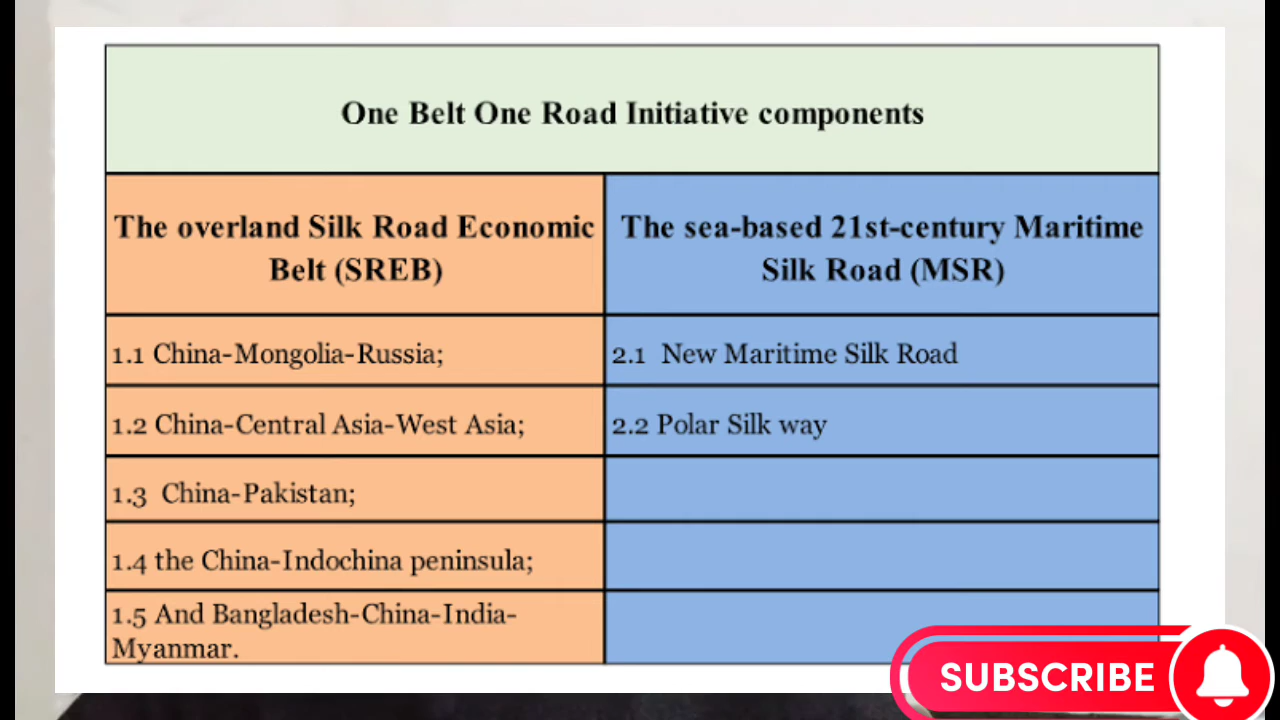 One Belt One Road Initiative components
The overland Silk Road Economic
Belt (SREB)
The sea-based 21st-century Maritime
Silk Road (MSR)
1.1 China-Mongolia-Russia;
2.1 New Maritime Silk Road
1.2 China-Central Asia-West Asia;
2.2 Polar Silk way
1.3 China-Pakistan;
1.4 the China-Indochina peninsula;
1.5 And Bangladesh-China-India-
Myanmar.
SUBSCRIBE